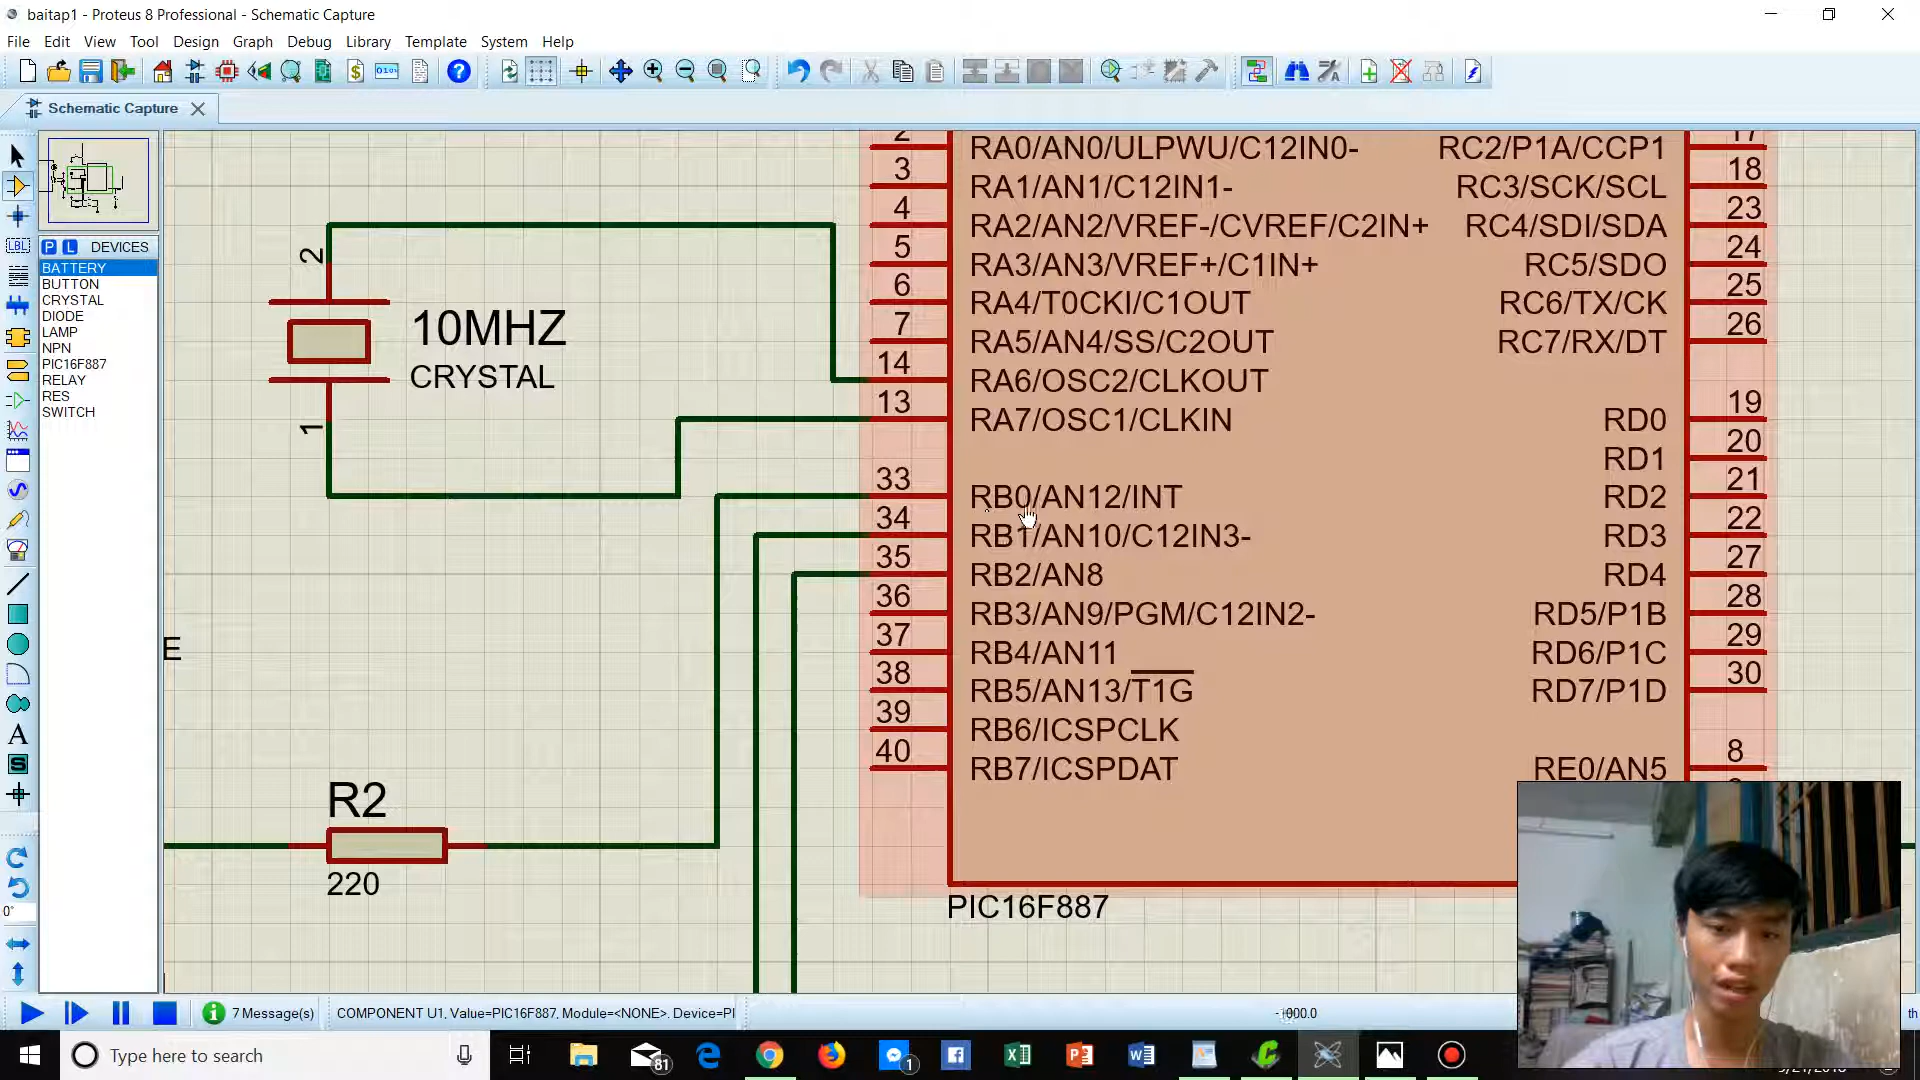 baitap1 - Proteus 8 Professional - Schematic Capture
File Edit View Tool Design Graph Debug Library Template System Help
Schematic Capture
P L DEVICES
BATTERY
BUTTON
CRYSTAL
DIODE
LAMP
NPN
PIC16F887
RELAY
RES
SWITCH
LBL
A
S
0°
2
10MHZ
CRYSTAL
1
E
R2
220
2 RA0/AN0/ULPWU/C12IN0- RC2/P1A/CCP1 17
3 RA1/AN1/C12IN1- RC3/SCK/SCL 18
4 RA2/AN2/VREF-/CVREF/C2IN+ RC4/SDI/SDA 23
5 RA3/AN3/VREF+/C1IN+ RC5/SDO 24
6 RA4/T0CKI/C1OUT RC6/TX/CK 25
7 RA5/AN4/SS/C2OUT RC7/RX/DT 26
14 RA6/OSC2/CLKOUT
13 RA7/OSC1/CLKIN RD0 19
RD1 20
33 RB0/AN12/INT RD2 21
34 RB1/AN10/C12IN3- RD3 22
35 RB2/AN8 RD4 27
36 RB3/AN9/PGM/C12IN2- RD5/P1B 28
37 RB4/AN11 RD6/P1C 29
38 RB5/AN13/T1G RD7/P1D 30
39 RB6/ICSPCLK
40 RB7/ICSPDAT RE0/AN5 8
PIC16F887
7 Message(s) COMPONENT U1, Value=PIC16F887, Module=<NONE>. Device=PI th
Type here to search 81 1